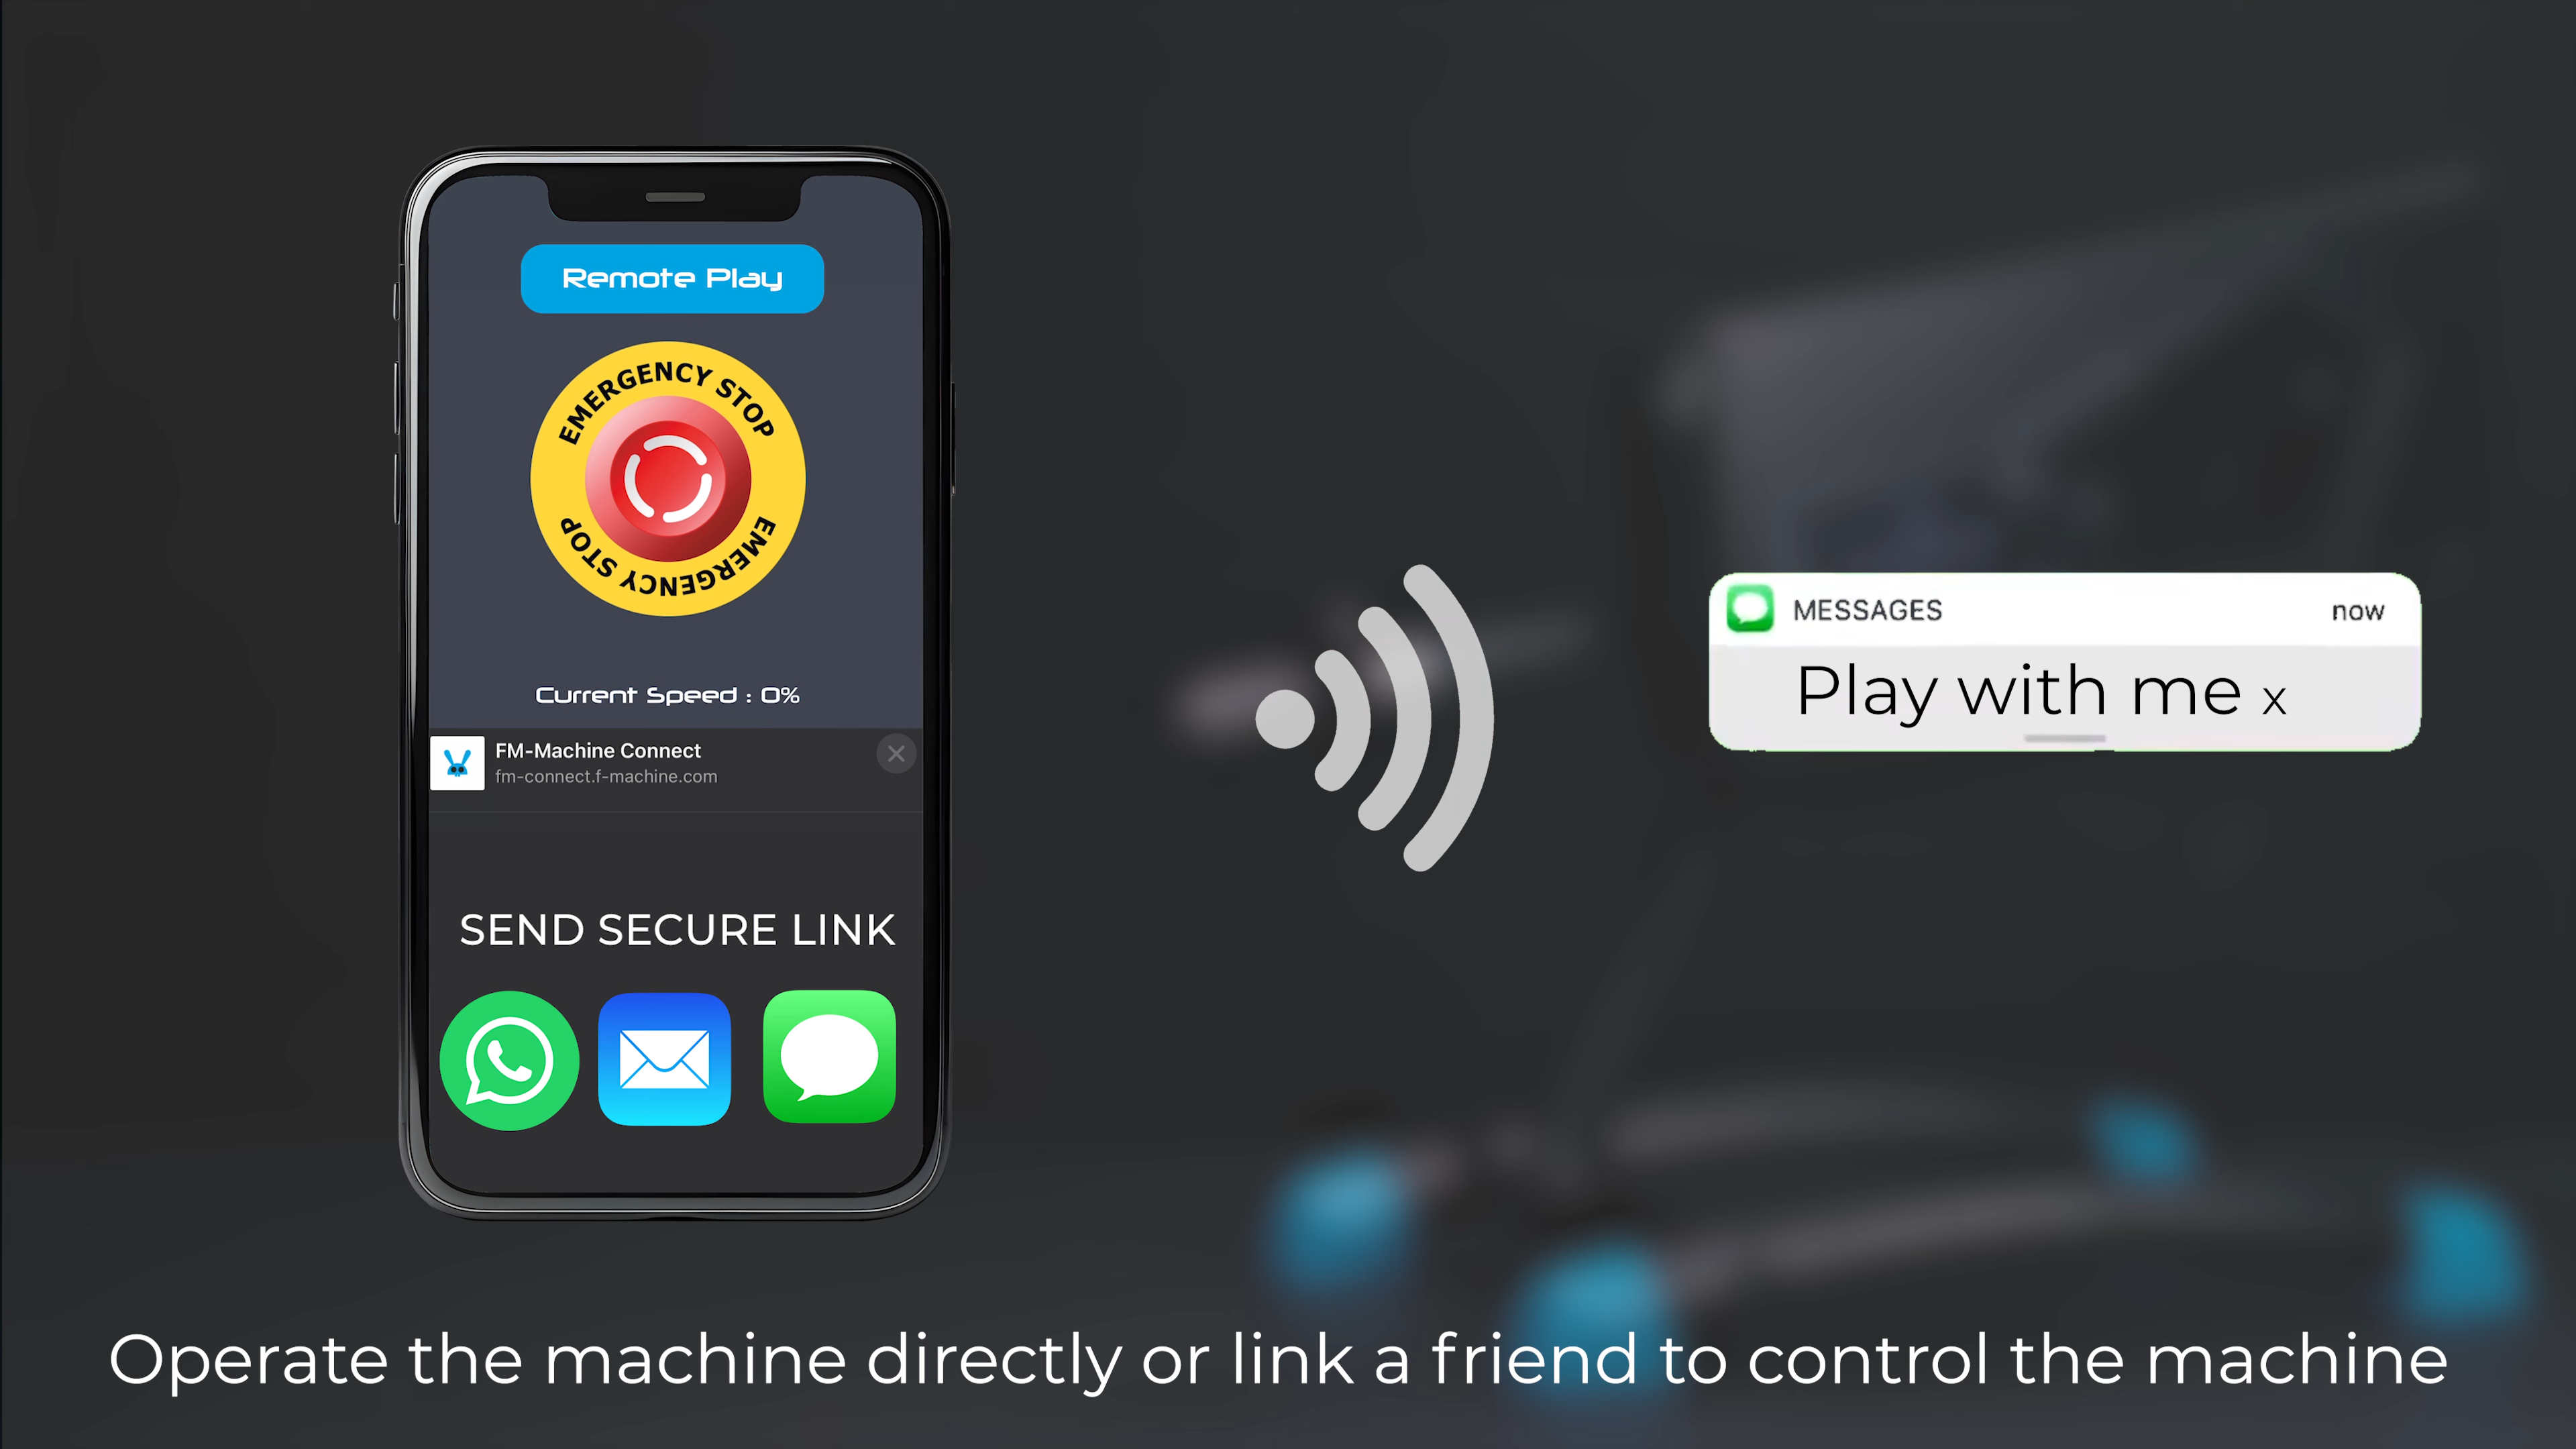 Remote Play
EMERGENCY STOP
EMERGENCY STOP
Current Speed : 0%
FM-Machine Connect
fm-connect.f-machine.com
SEND SECURE LINK
MESSAGES now
Play with me x
Operate the machine directly or link a friend to control the machine